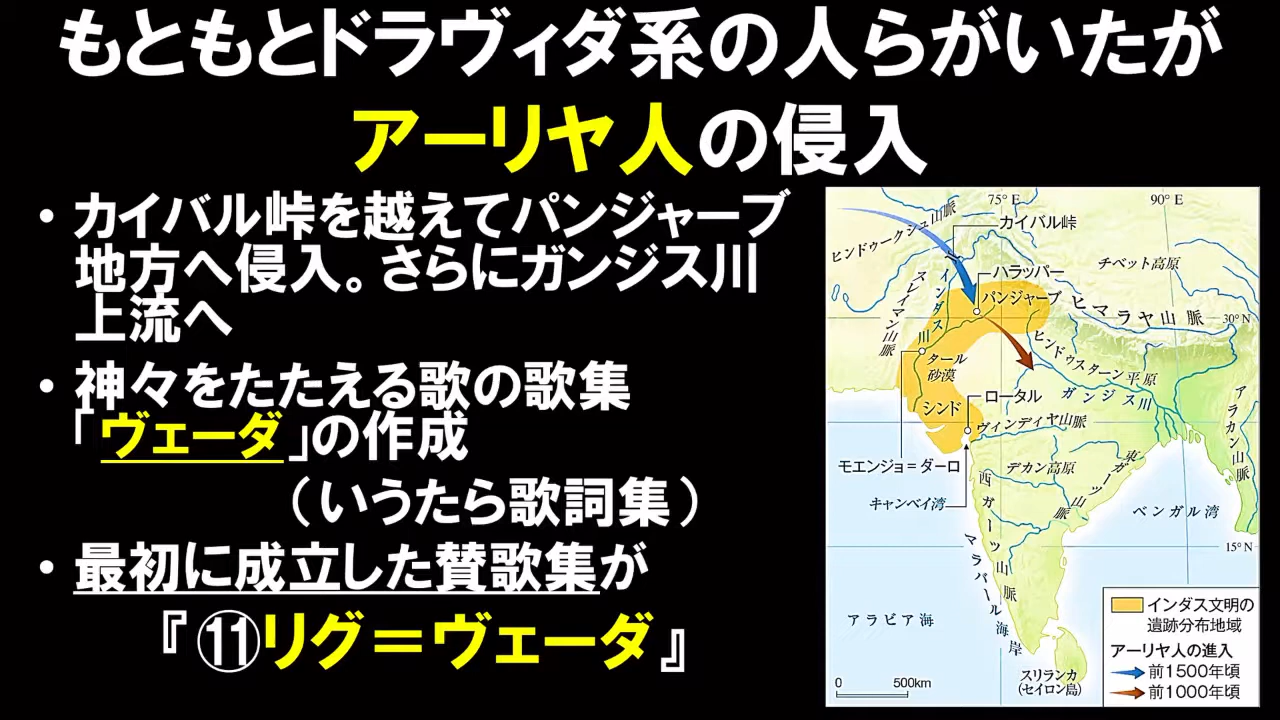 もともとドラヴィダ系の人らがいたが
アーリヤ人の侵入
・カイバル峠を越えてパンジャーブ
地方へ侵入。さらにガンジス川
上流へ
・神々をたたえる歌の歌集
「ヴェーダ」の作成
（いうたら歌詞集）
・最初に成立した賛歌集が
『⑪リグ＝ヴェーダ』
75° E
90° E
カイバル峠
ヒンドゥークシュ山脈
チベット高原
ハラッパー
パンジャーブ
インダス川
スレイマン山脈
ヒマラヤ山脈
30° N
ヒンドゥスターン平原
タール
砂漠
ガンジス川
ロータル
シンド
ヴィンディヤ山脈
アラカン山脈
モエンジョ＝ダーロ
デカン高原
東ガーツ山脈
キャンベイ湾
西ガーツ山脈
ベンガル湾
マラバール海岸
15° N
アラビア海
スリランカ
（セイロン島）
0 500km
インダス文明の
遺跡分布地域
アーリヤ人の進入
前1500年頃
前1000年頃